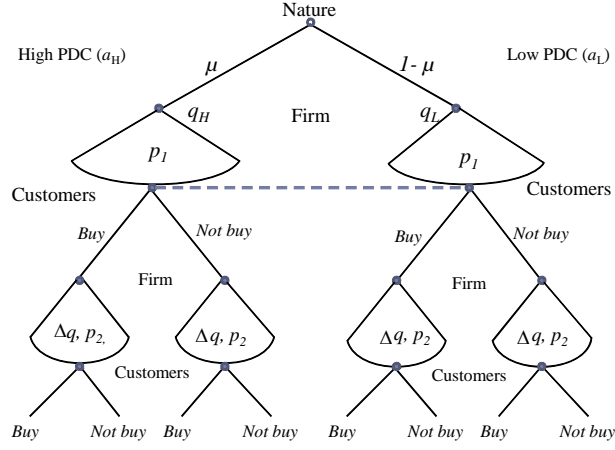 Nature
High PDC (a_H)
Low PDC (a_L)
μ
1- μ
q_H
Firm
q_L
p_1
p_1
Customers
Customers
Buy
Not buy
Buy
Not buy
Firm
Firm
Δq, p_2,
Δq, p_2
Δq, p_2
Δq, p_2
Customers
Customers
Buy
Not buy
Buy
Not buy
Buy
Not buy
Buy
Not buy